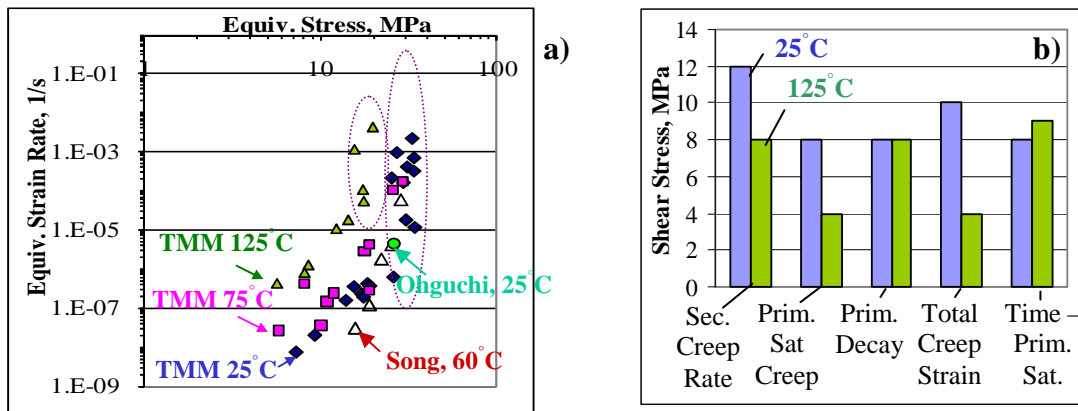 Equiv. Stress, MPa
a)
1
10
100
Equiv. Strain Rate, 1/s
1.E-01
1.E-03
1.E-05
1.E-07
1.E-09
TMM 125°C
TMM 75°C
TMM 25°C
Ohguchi, 25°C
Song, 60°C
b)
Shear Stress, MPa
14
12
10
8
6
4
2
0
25°C
125°C
Sec.
Creep
Rate
Prim.
Sat
Creep
Prim.
Decay
Total
Creep
Strain
Time –
Prim.
Sat.